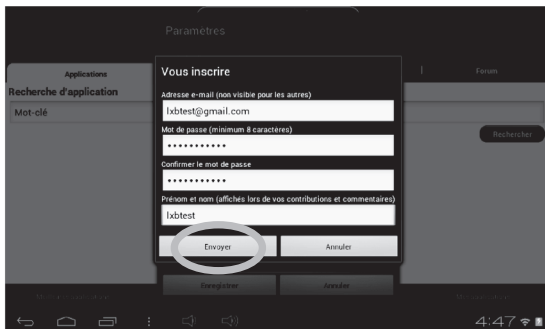 Paramètres
Applications
Forum
Recherche d'application
Mot-clé
Rechercher
Vous inscrire
Adresse e-mail (non visible pour les autres)
lxbtest@gmail.com
Mot de passe (minimum 8 caractères)
•••••••••••
Confirmer le mot de passe
•••••••••••
Prénom et nom (affichés lors de vos contributions et commentaires)
lxbtest
Envoyer
Annuler
Enregistrer
Annuler
4:47